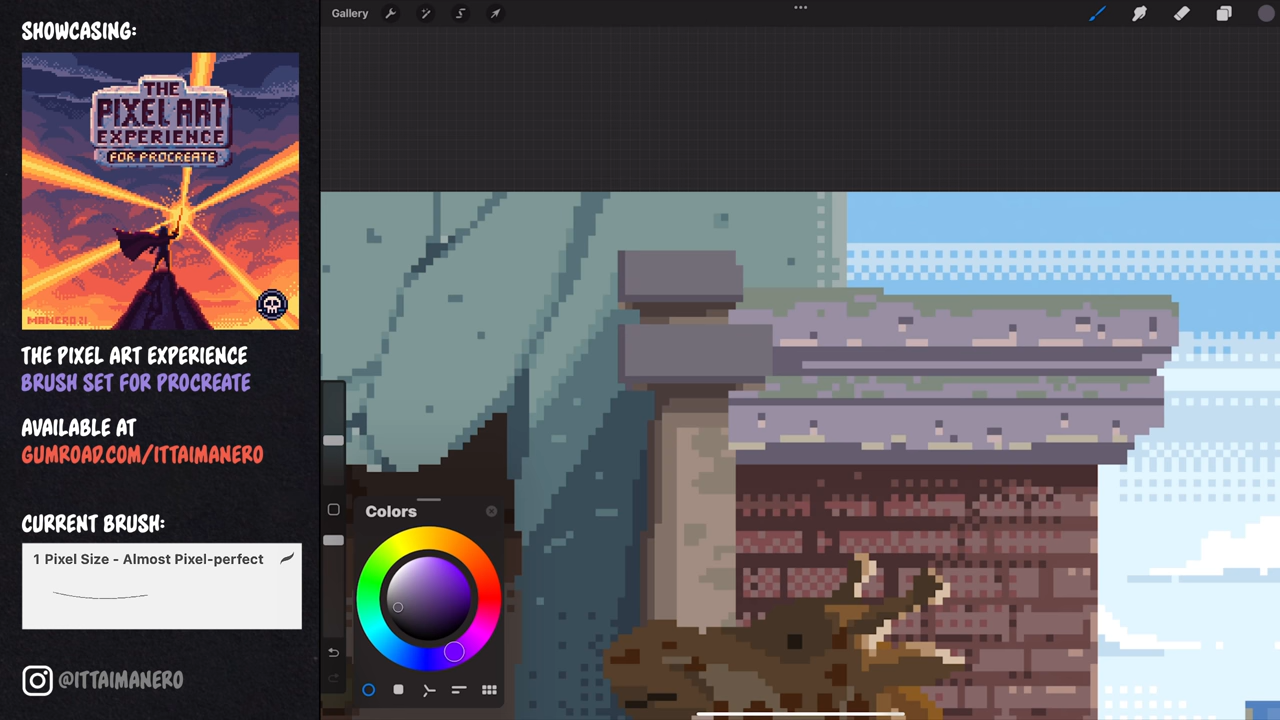 SHOWCASING:
THE
PIXEL ART
EXPERIENCE
FOR PROCREATE
MANERO 21
THE PIXEL ART EXPERIENCE
BRUSH SET FOR PROCREATE
AVAILABLE AT
GUMROAD.COM/ITTAIMANERO
CURRENT BRUSH:
1 Pixel Size - Almost Pixel-perfect
@ITTAIMANERO
Gallery
Colors